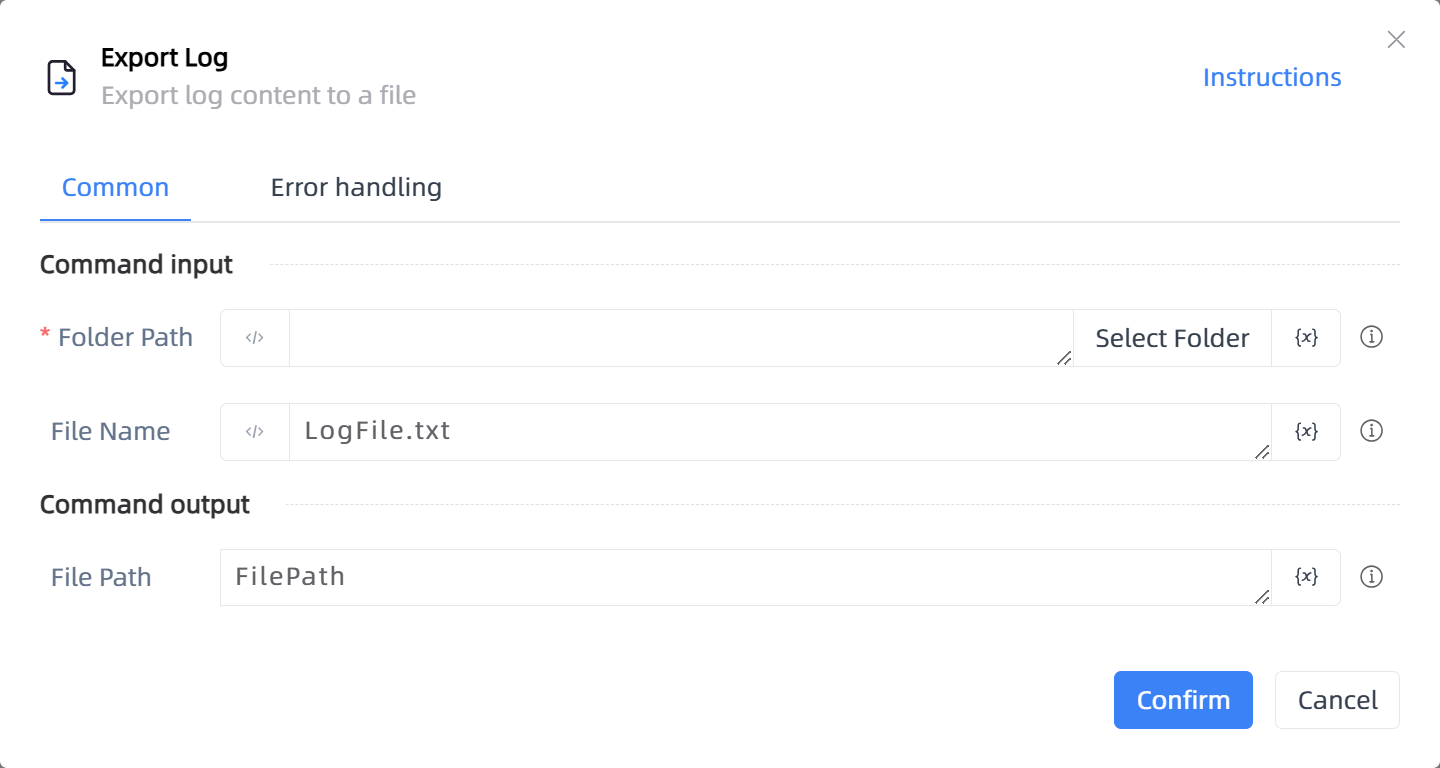 Export Log
Export log content to a file
Instructions
Common
Error handling
Command input
* Folder Path </> Select Folder {x}
File Name </> LogFile.txt {x}
Command output
File Path FilePath {x}
Confirm
Cancel